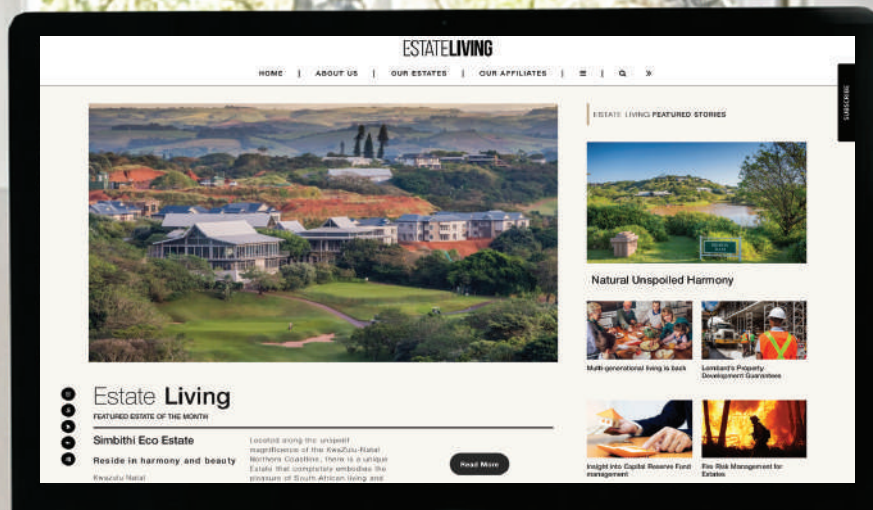 ESTATELIVING
HOME | ABOUT US | OUR ESTATES | OUR AFFILIATES | ≡ | »
SUBSCRIBE
ESTATE LIVING FEATURED STORIES
Natural Unspoiled Harmony
Multi-generational living is back
Lombard's Property
Development Guarantees
Insight into Capital Reserve Fund
management
Fire Risk Management for
Estates
Estate Living
FEATURED ESTATE OF THE MONTH
Simbithi Eco Estate
Reside in harmony and beauty
KwaZulu Natal
Located along the unspoilt
magnificence of the KwaZulu-Natal
Northern Coastline, there is a unique
Estate that completely embodies the
pleasure of South African living and
Read More